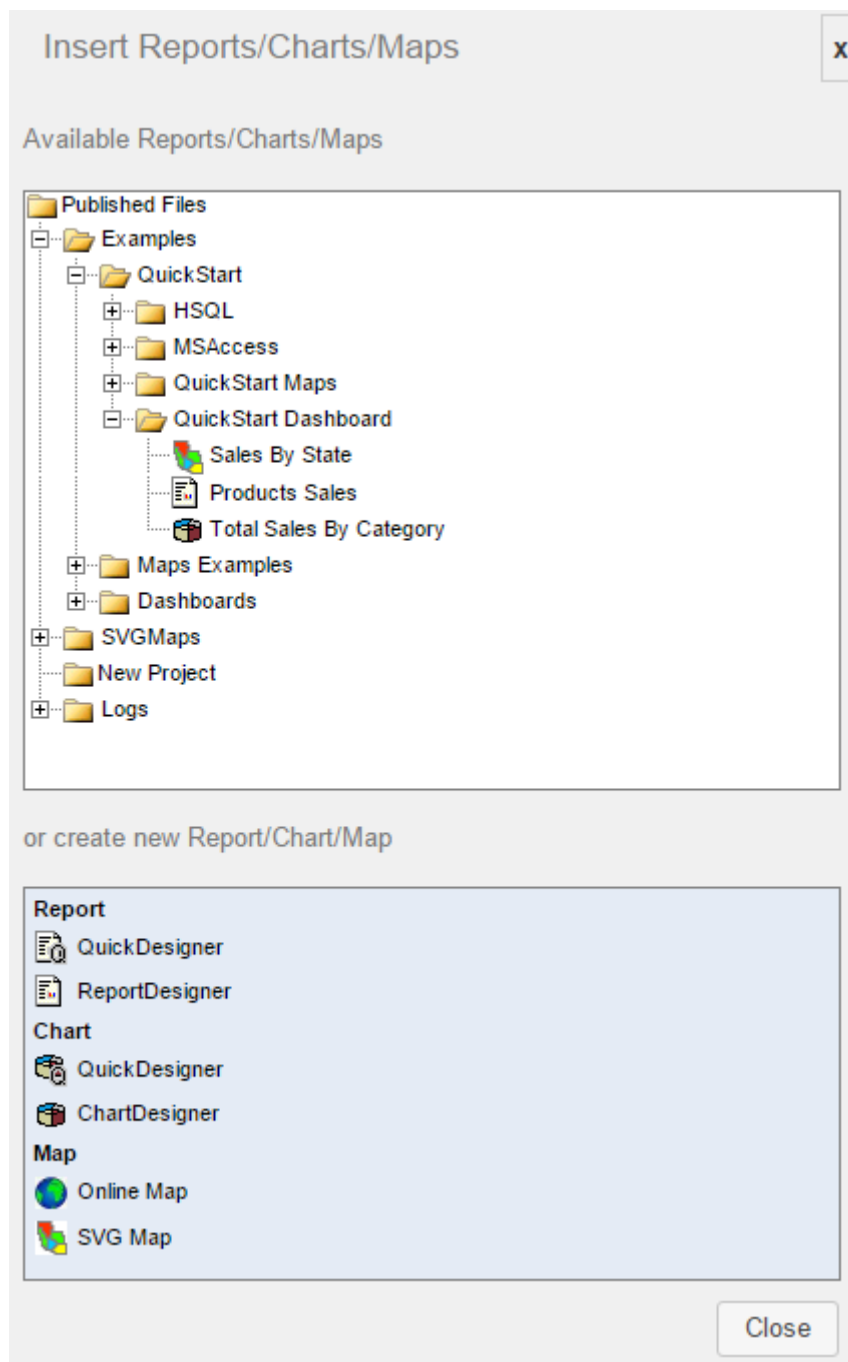 Insert Reports/Charts/Maps
x
Available Reports/Charts/Maps
Published Files
Examples
QuickStart
HSQL
MSAccess
QuickStart Maps
QuickStart Dashboard
Sales By State
Products Sales
Total Sales By Category
Maps Examples
Dashboards
SVGMaps
New Project
Logs
or create new Report/Chart/Map
Report
QuickDesigner
ReportDesigner
Chart
QuickDesigner
ChartDesigner
Map
Online Map
SVG Map
Close